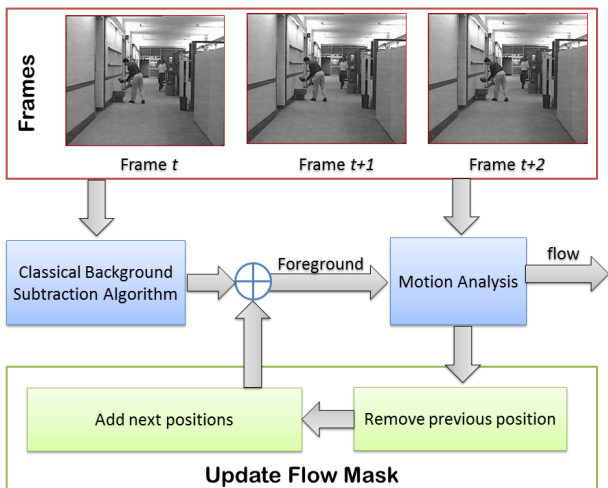 Frames
Frame t
Frame t+1
Frame t+2
Classical Background
Subtraction Algorithm
Foreground
Motion Analysis
flow
Add next positions
Remove previous position
Update Flow Mask